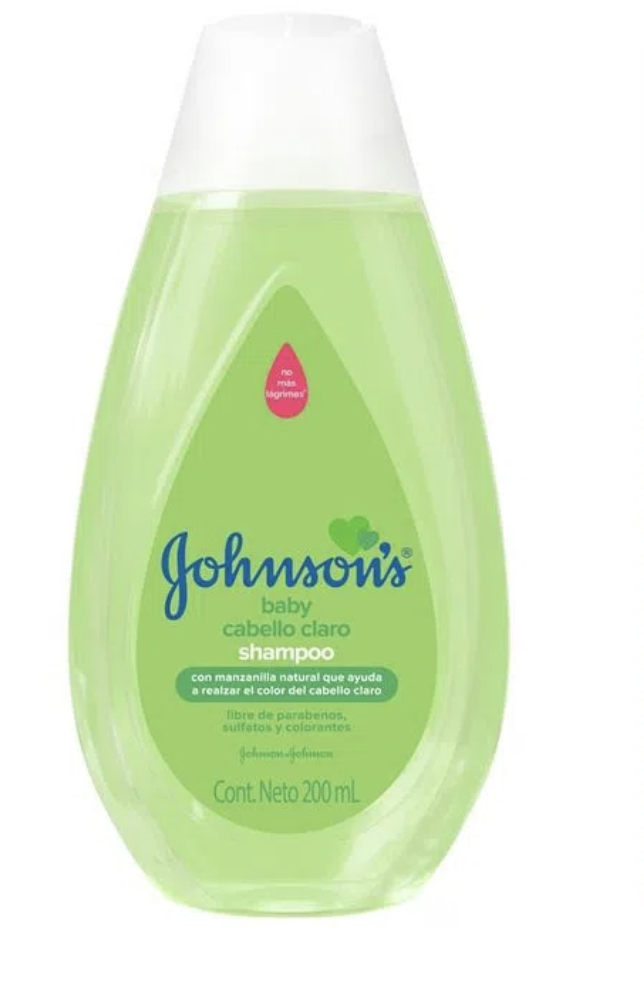 no
más
lágrimas'
Johnson's®
baby
cabello claro
shampoo
con manzanilla natural que ayuda
a realzar el color del cabello claro
libre de parabenos,
sulfatos y colorantes
Johnson & Johnson
Cont. Neto 200 mL